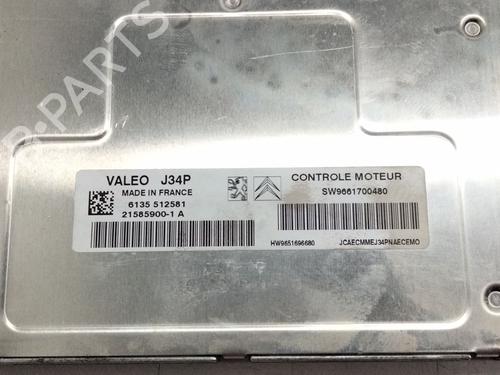 B-PARTS
VALEO J34P
MADE IN FRANCE
6135 512581
21585900-1 A
CONTROLE MOTEUR
SW9661700480
HW9651696680
JCAECMMEJ34PNAECEMO